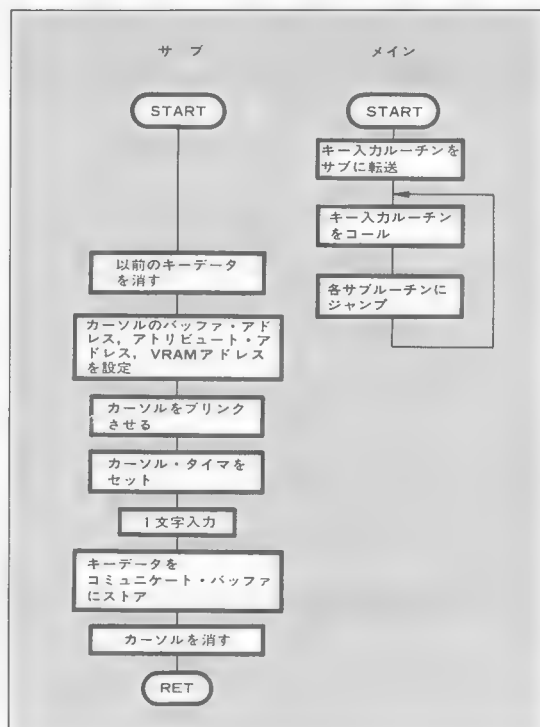 サ ブ
START
以前のキーデータ
を消す
カーソルのバッファ・アド
レス，アトリビュート・ア
ドレス，VRAMアドレス
を設定
カーソルをブリンク
させる
カーソル・タイマを
セット
1文字入力
キーデータを
コミュニケート・バッファ
にストア
カーソルを消す
RET
メイン
START
キー入力ルーチンを
サブに転送
キー入力ルーチン
をコール
各サブルーチンに
ジャンプ